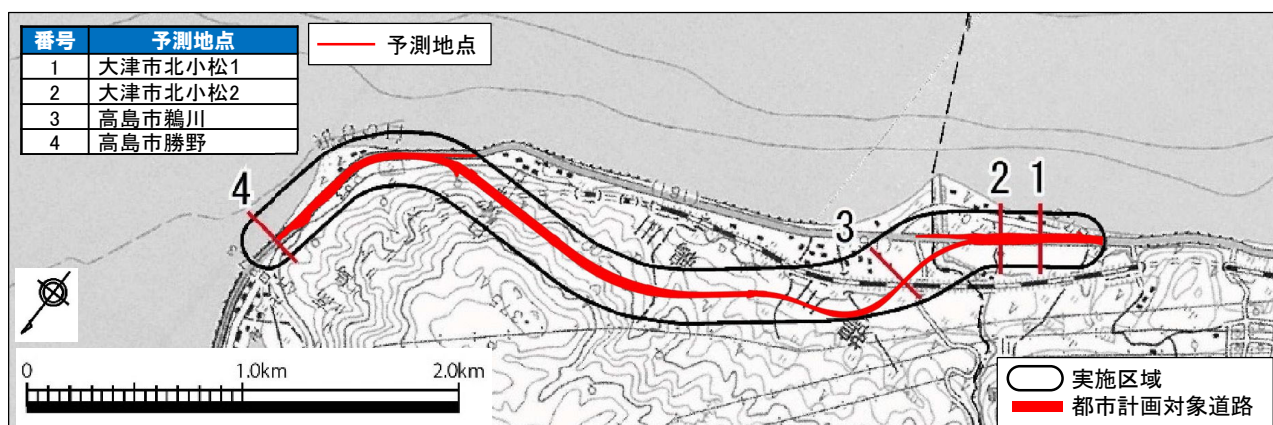 番号 予測地点
1 大津市北小松1
2 大津市北小松2
3 高島市鵜川
4 高島市勝野
予測地点
4
3
2 1
0 1.0km 2.0km
実施区域
都市計画対象道路